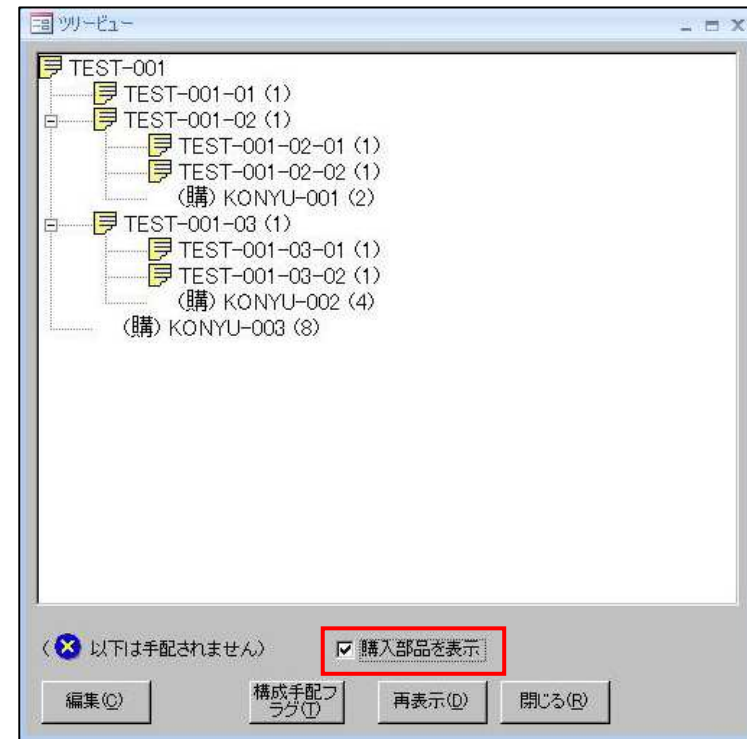 ツリービュー
TEST-001
TEST-001-01 (1)
TEST-001-02 (1)
TEST-001-02-01 (1)
TEST-001-02-02 (1)
(購) KONYU-001 (2)
TEST-001-03 (1)
TEST-001-03-01 (1)
TEST-001-03-02 (1)
(購) KONYU-002 (4)
(購) KONYU-003 (8)
( 以下は手配されません)
購入部品を表示
編集(C)
構成手配フ
ラグ(T)
再表示(D)
閉じる(R)